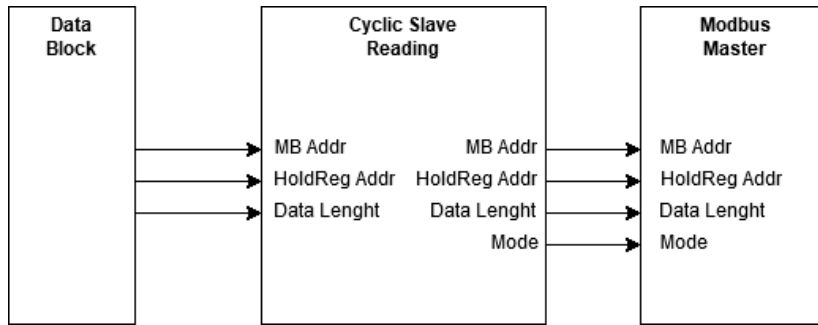 Data
Block
Cyclic Slave
Reading
Modbus
Master
MB Addr
MB Addr
MB Addr
HoldReg Addr
HoldReg Addr
HoldReg Addr
Data Lenght
Data Lenght
Data Lenght
Mode
Mode